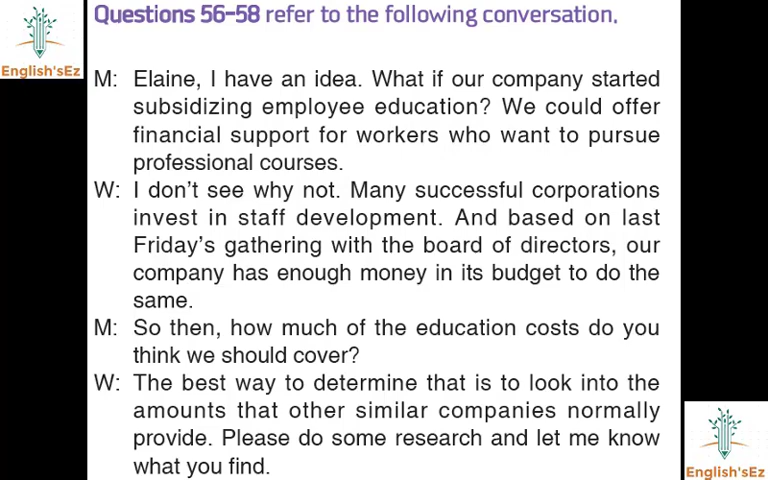 Questions 56–58 refer to the following conversation.
English'sEz
M: Elaine, I have an idea. What if our company started
subsidizing employee education? We could offer
financial support for workers who want to pursue
professional courses.
W: I don't see why not. Many successful corporations
invest in staff development. And based on last
Friday's gathering with the board of directors, our
company has enough money in its budget to do the
same.
M: So then, how much of the education costs do you
think we should cover?
W: The best way to determine that is to look into the
amounts that other similar companies normally
provide. Please do some research and let me know
what you find.
English'sEz